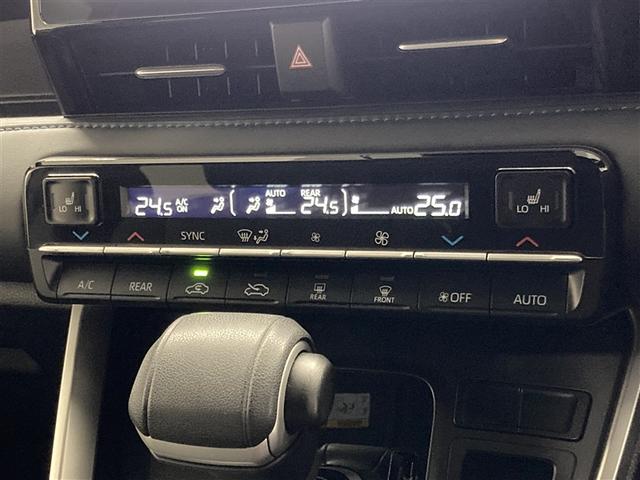 LO HI
24.5 A/C ON AUTO REAR 24.5 AUTO 25.0
LO HI
SYNC
A/C REAR REAR FRONT OFF AUTO